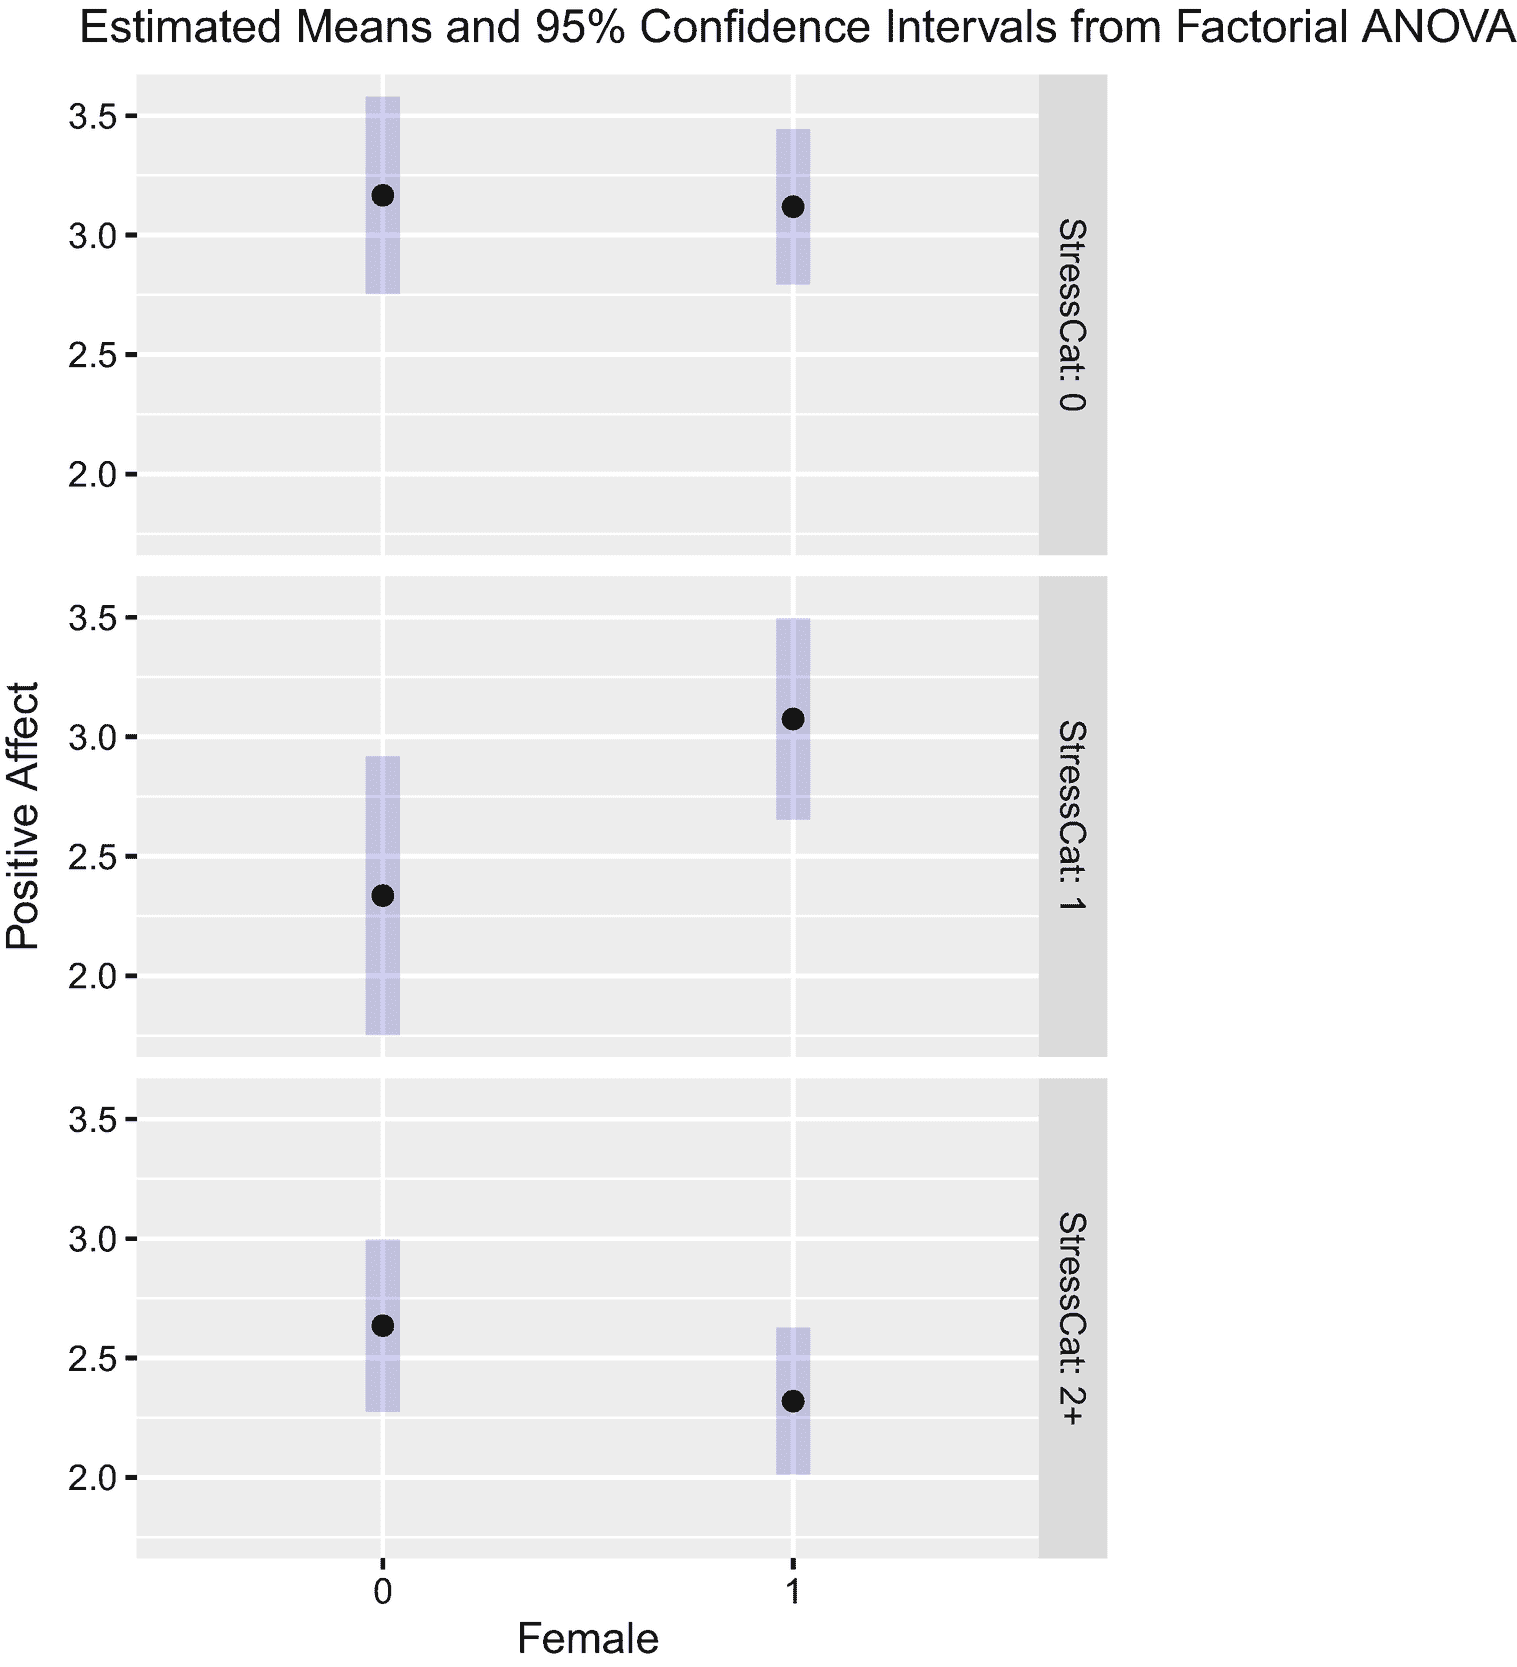 Estimated Means and 95% Confidence Intervals from Factorial ANOVA
3.5
3.0
2.5
2.0
StressCat: 0
3.5
3.0
2.5
2.0
StressCat: 1
Positive Affect
3.5
3.0
2.5
2.0
StressCat: 2+
0
1
Female